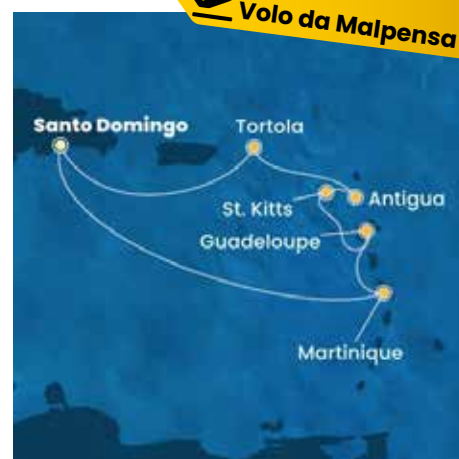 Volo da Malpensa
Santo Domingo
Tortola
St. Kitts
Antigua
Guadeloupe
Martinique